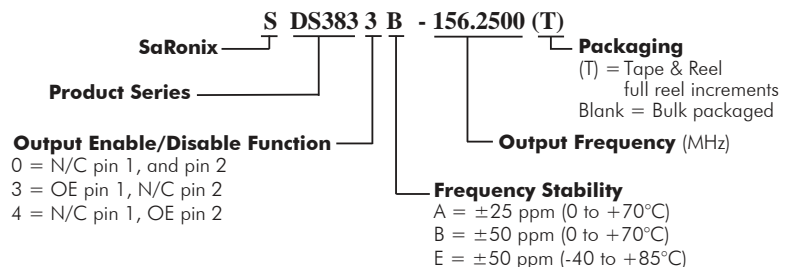 S DS383 3 B - 156.2500 (T)
SaRonix
Product Series
Output Enable/Disable Function
0 = N/C pin 1, and pin 2
3 = OE pin 1, N/C pin 2
4 = N/C pin 1, OE pin 2
Packaging
(T) = Tape & Reel
full reel increments
Blank = Bulk packaged
Output Frequency (MHz)
Frequency Stability
A = ±25 ppm (0 to +70°C)
B = ±50 ppm (0 to +70°C)
E = ±50 ppm (-40 to +85°C)